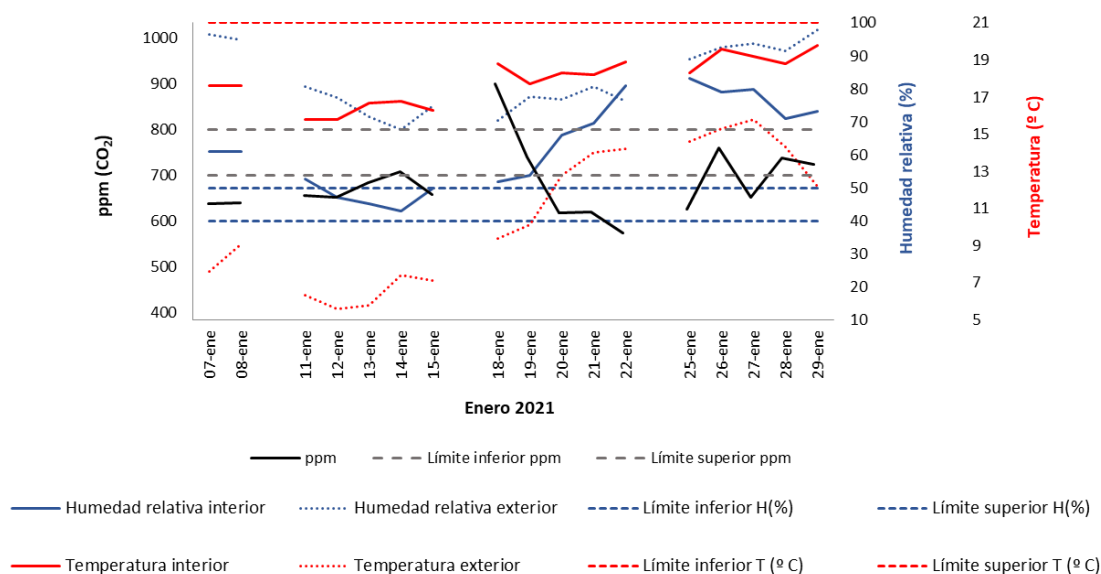 1000
900
800
700
600
500
400
ppm (CO2)
100
90
80
70
60
50
40
30
20
10
Humedad relativa (%)
21
19
17
15
13
11
9
7
5
Temperatura (º C)
07-ene
08-ene
11-ene
12-ene
13-ene
14-ene
15-ene
18-ene
19-ene
20-ene
21-ene
22-ene
25-ene
26-ene
27-ene
28-ene
29-ene
Enero 2021
ppm
Límite inferior ppm
Límite superior ppm
Humedad relativa interior
Humedad relativa exterior
Límite inferior H(%)
Límite superior H(%)
Temperatura interior
Temperatura exterior
Límite inferior T (º C)
Límite superior T (º C)